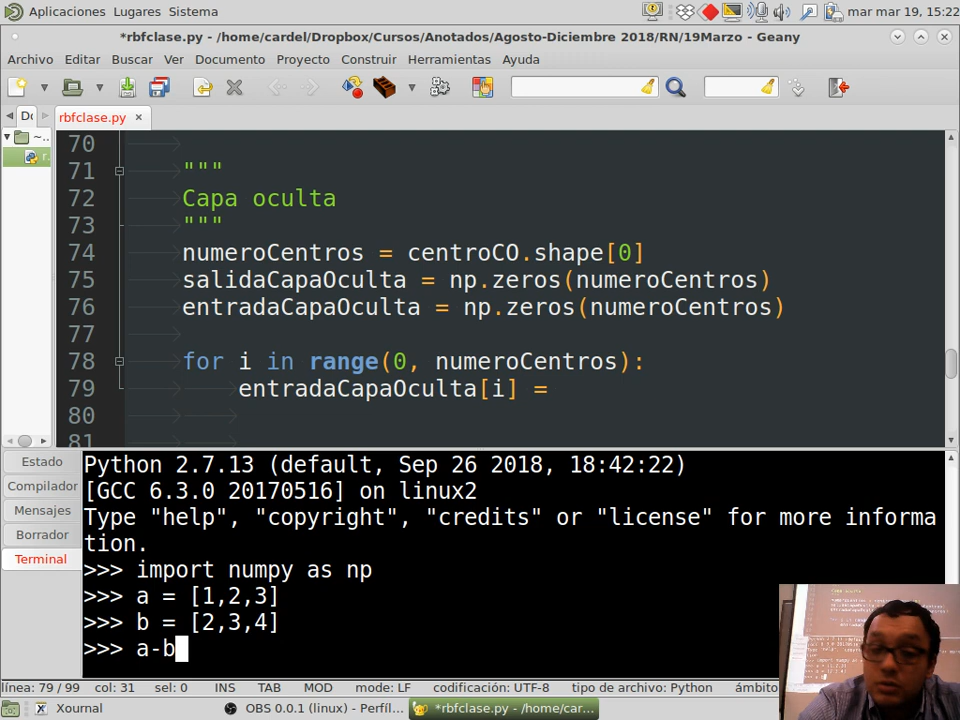 Aplicaciones Lugares Sistema mar mar 19, 15:22
*rbfclase.py - /home/cardel/Dropbox/Cursos/Anotados/Agosto-Diciembre 2018/RN/19Marzo - Geany
Archivo Editar Buscar Ver Documento Proyecto Construir Herramientas Ayuda
rbfclase.py
70
71 """
72 Capa oculta
73 """
74 numeroCentros = centroCO.shape[0]
75 salidaCapaOculta = np.zeros(numeroCentros)
76 entradaCapaOculta = np.zeros(numeroCentros)
77
78 for i in range(0, numeroCentros):
79 entradaCapaOculta[i] =
80
81
Estado
Compilador
Mensajes
Borrador
Terminal
Python 2.7.13 (default, Sep 26 2018, 18:42:22)
[GCC 6.3.0 20170516] on linux2
Type "help", "copyright", "credits" or "license" for more informa
tion.
>>> import numpy as np
>>> a = [1,2,3]
>>> b = [2,3,4]
>>> a-b
línea: 79 / 99 col: 31 sel: 0 INS TAB MOD mode: LF codificación: UTF-8 tipo de archivo: Python ámbito
Xournal OBS 0.0.1 (linux) - Perfil... *rbfclase.py - /home/car...